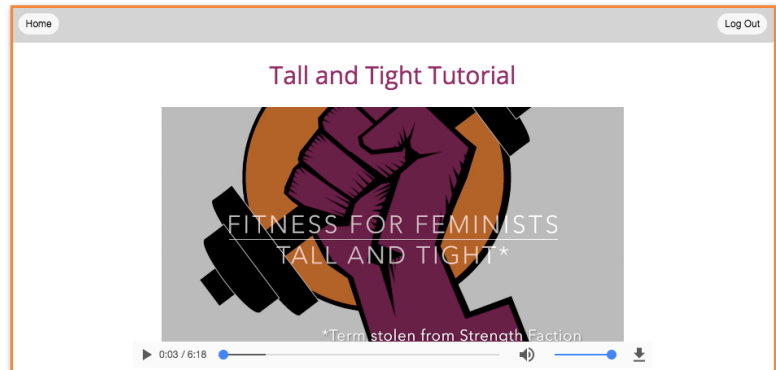 Home
Log Out
Tall and Tight Tutorial
FITNESS FOR FEMINISTS
TALL AND TIGHT*
*Term stolen from Strength Faction
0:03 / 6:18